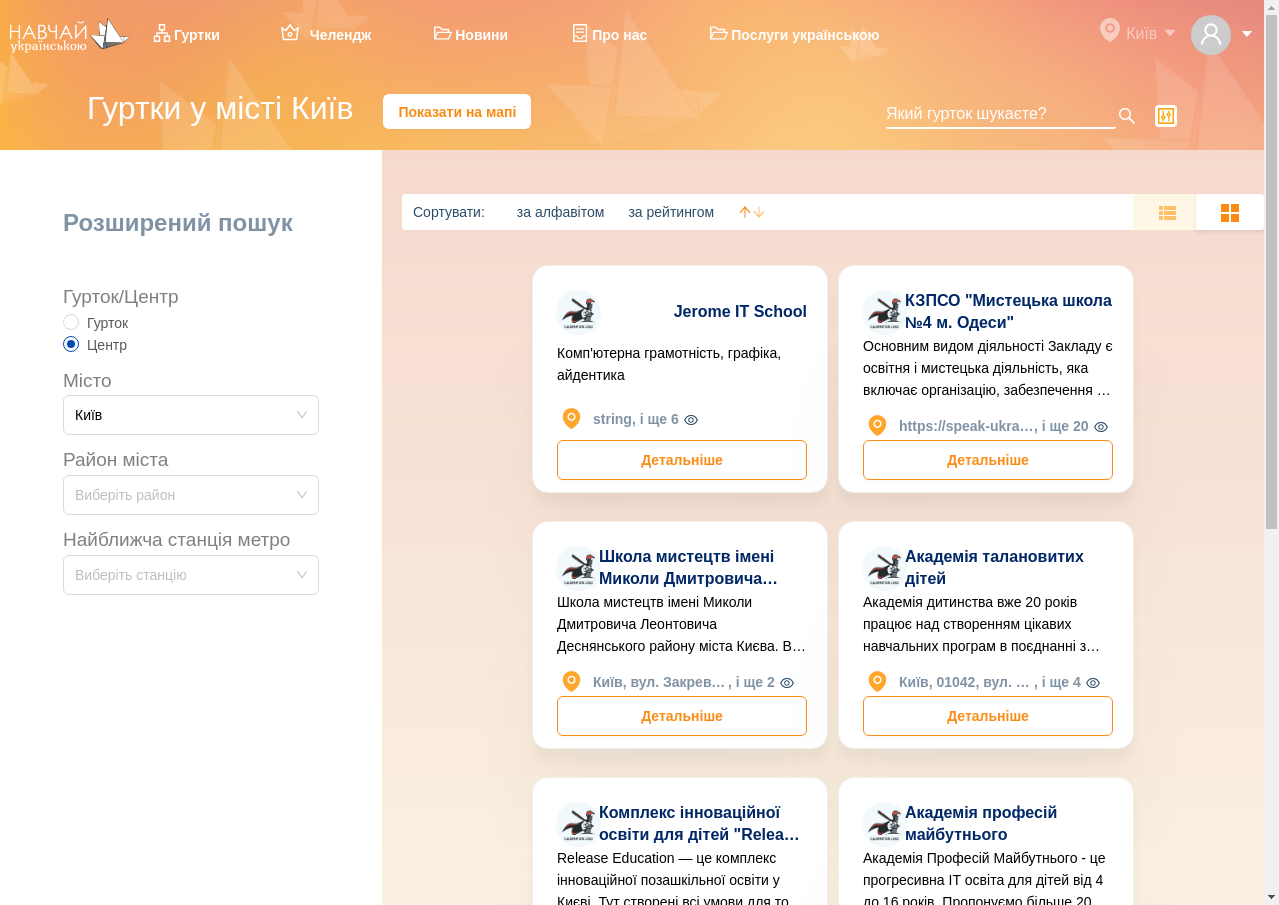 НАВЧАЙ
українською
Гуртки
Челендж
Новини
Про нас
Послуги українською
Київ
Гуртки у місті Київ
Показати на мапі
Який гурток шукаєте?
Розширений пошук
Гурток/Центр
Гурток
Центр
Місто
Київ
Район міста
Виберіть район
Найближча станція метро
Виберіть станцію
Сортувати:
за алфавітом
за рейтингом
Jerome IT School
Комп'ютерна грамотність, графіка,
айдентика
string, і ще 6
Детальніше
КЗПСО "Мистецька школа
№4 м. Одеси"
Основним видом діяльності Закладу є
освітня і мистецька діяльність, яка
включає організацію, забезпечення …
https://speak-ukra…, і ще 20
Детальніше
Школа мистецтв імені
Миколи Дмитровича…
Школа мистецтв імені Миколи
Дмитровича Леонтовича
Деснянського району міста Києва. В…
Київ, вул. Закрев… , і ще 2
Детальніше
Академія талановитих
дітей
Академія дитинства вже 20 років
працює над створенням цікавих
навчальних програм в поєднанні з…
Київ, 01042, вул. … , і ще 4
Детальніше
Комплекс інноваційної
освіти для дітей "Relea…
Release Education — це комплекс
інноваційної позашкільної освіти у
Києві. Тут створені всі умови для то
Академія професій
майбутнього
Академія Професій Майбутнього - це
прогресивна ІТ освіта для дітей від 4
до 16 років. Пропонуємо більше 20